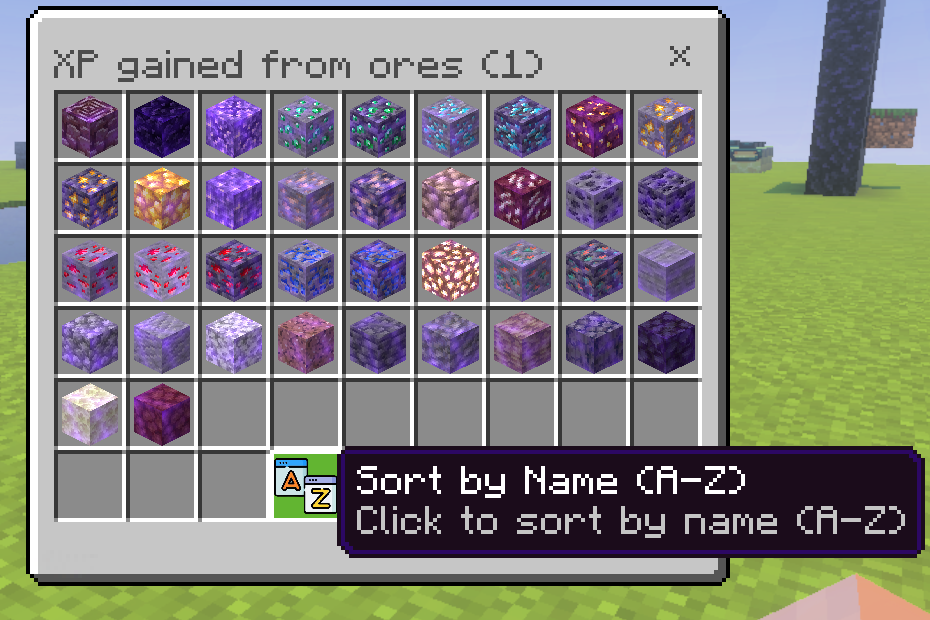 XP gained from ores (1)
X
A
Z
Sort by Name (A-Z)
Click to sort by name (A-Z)